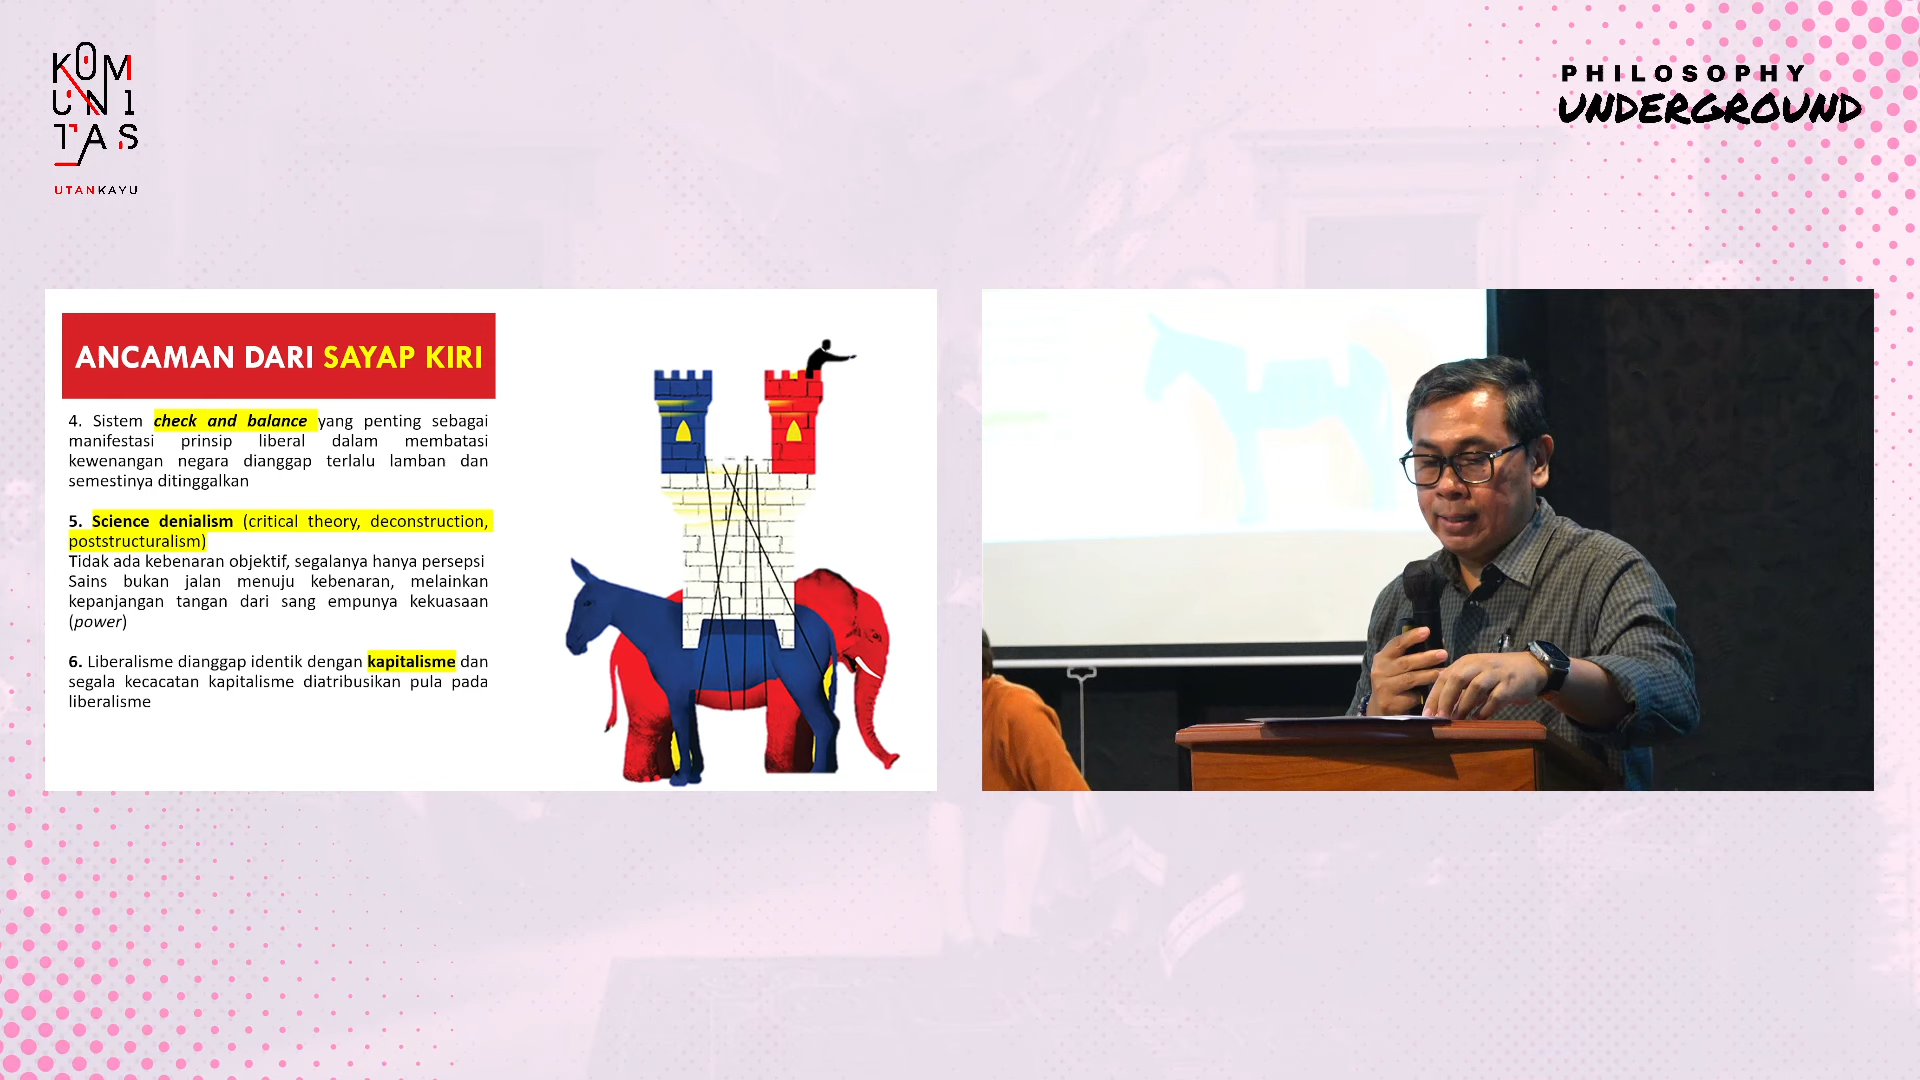 KOM
UNI
TAS
UTANKAYU
PHILOSOPHY
UNDERGROUND
ANCAMAN DARI SAYAP KIRI
4. Sistem check and balance yang penting sebagai
manifestasi prinsip liberal dalam membatasi
kewenangan negara dianggap terlalu lamban dan
semestinya ditinggalkan
5. Science denialism (critical theory, deconstruction,
poststructuralism)
Tidak ada kebenaran objektif, segalanya hanya persepsi
Sains bukan jalan menuju kebenaran, melainkan
kepanjangan tangan dari sang empunya kekuasaan
(power)
6. Liberalisme dianggap identik dengan kapitalisme dan
segala kecacatan kapitalisme diatribusikan pula pada
liberalisme